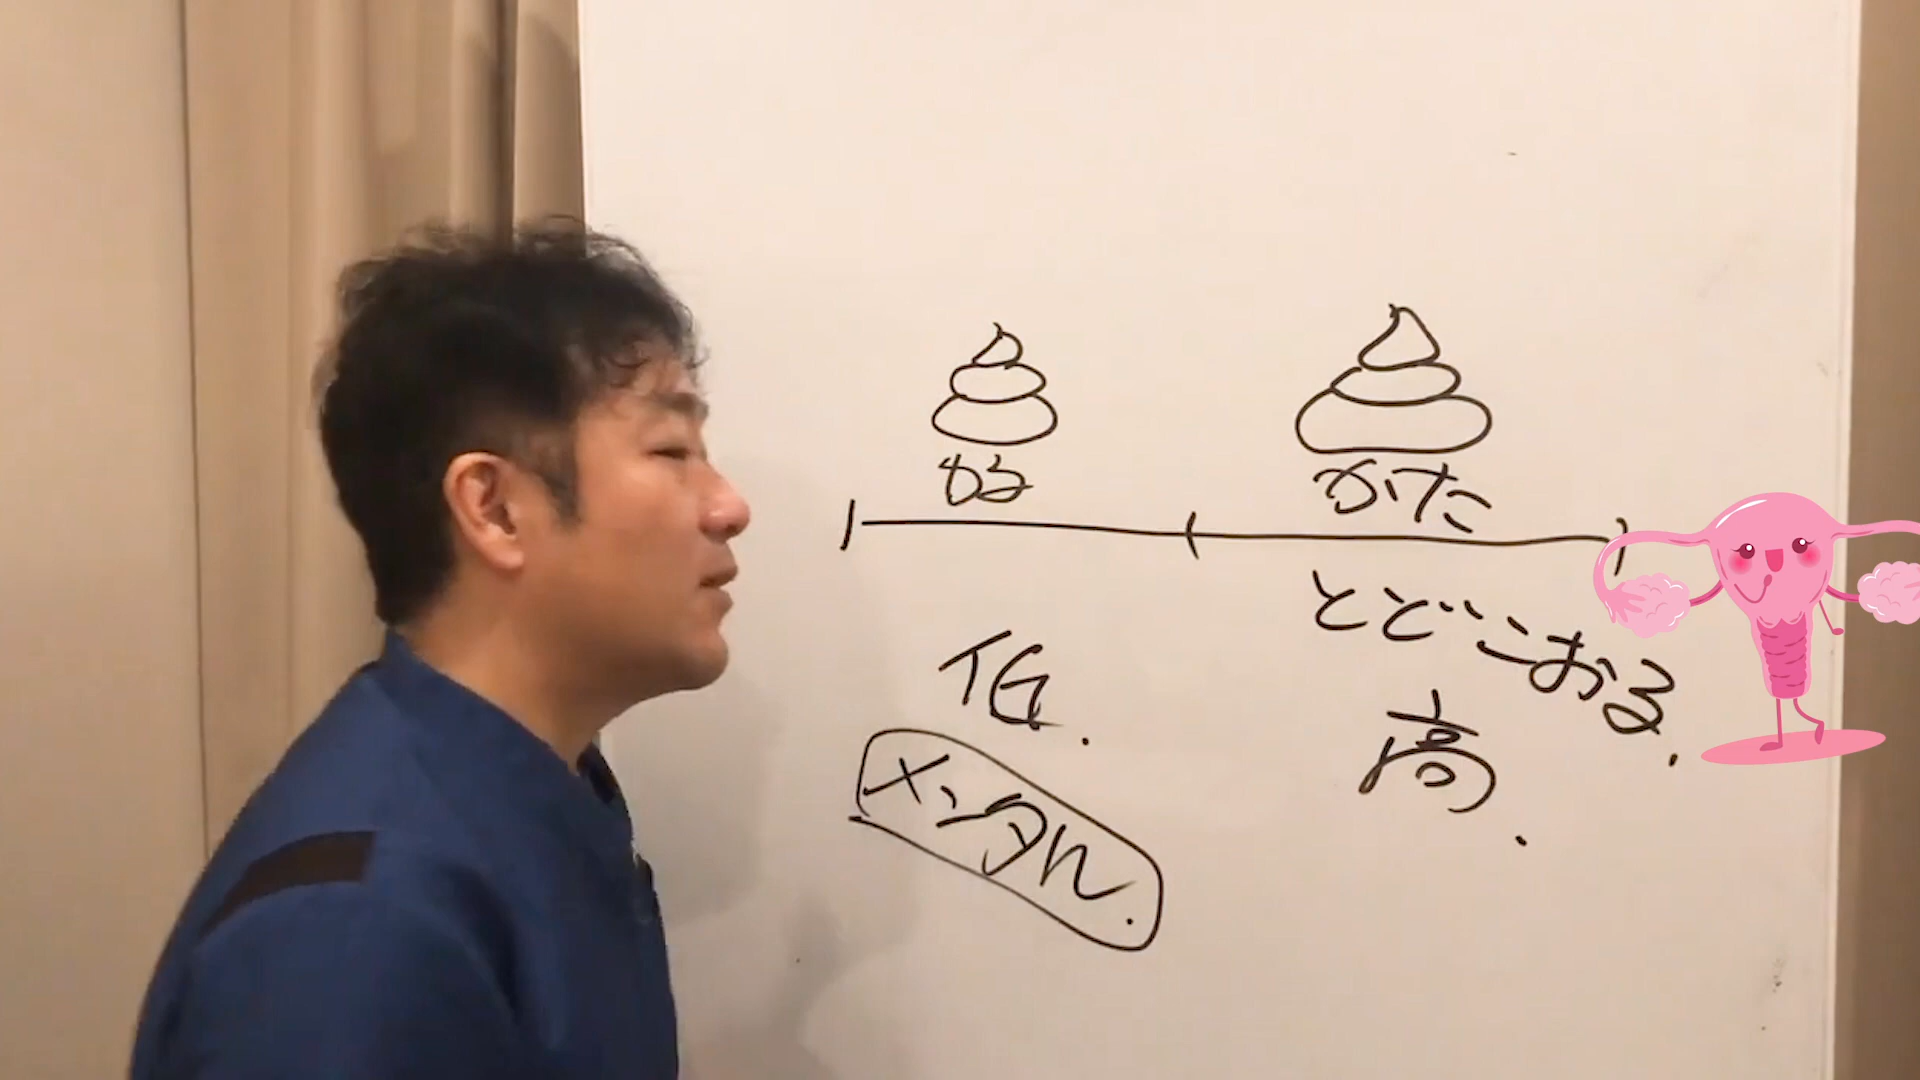 ゆる
かた
とどこおる.
低.
高.
メンタル.